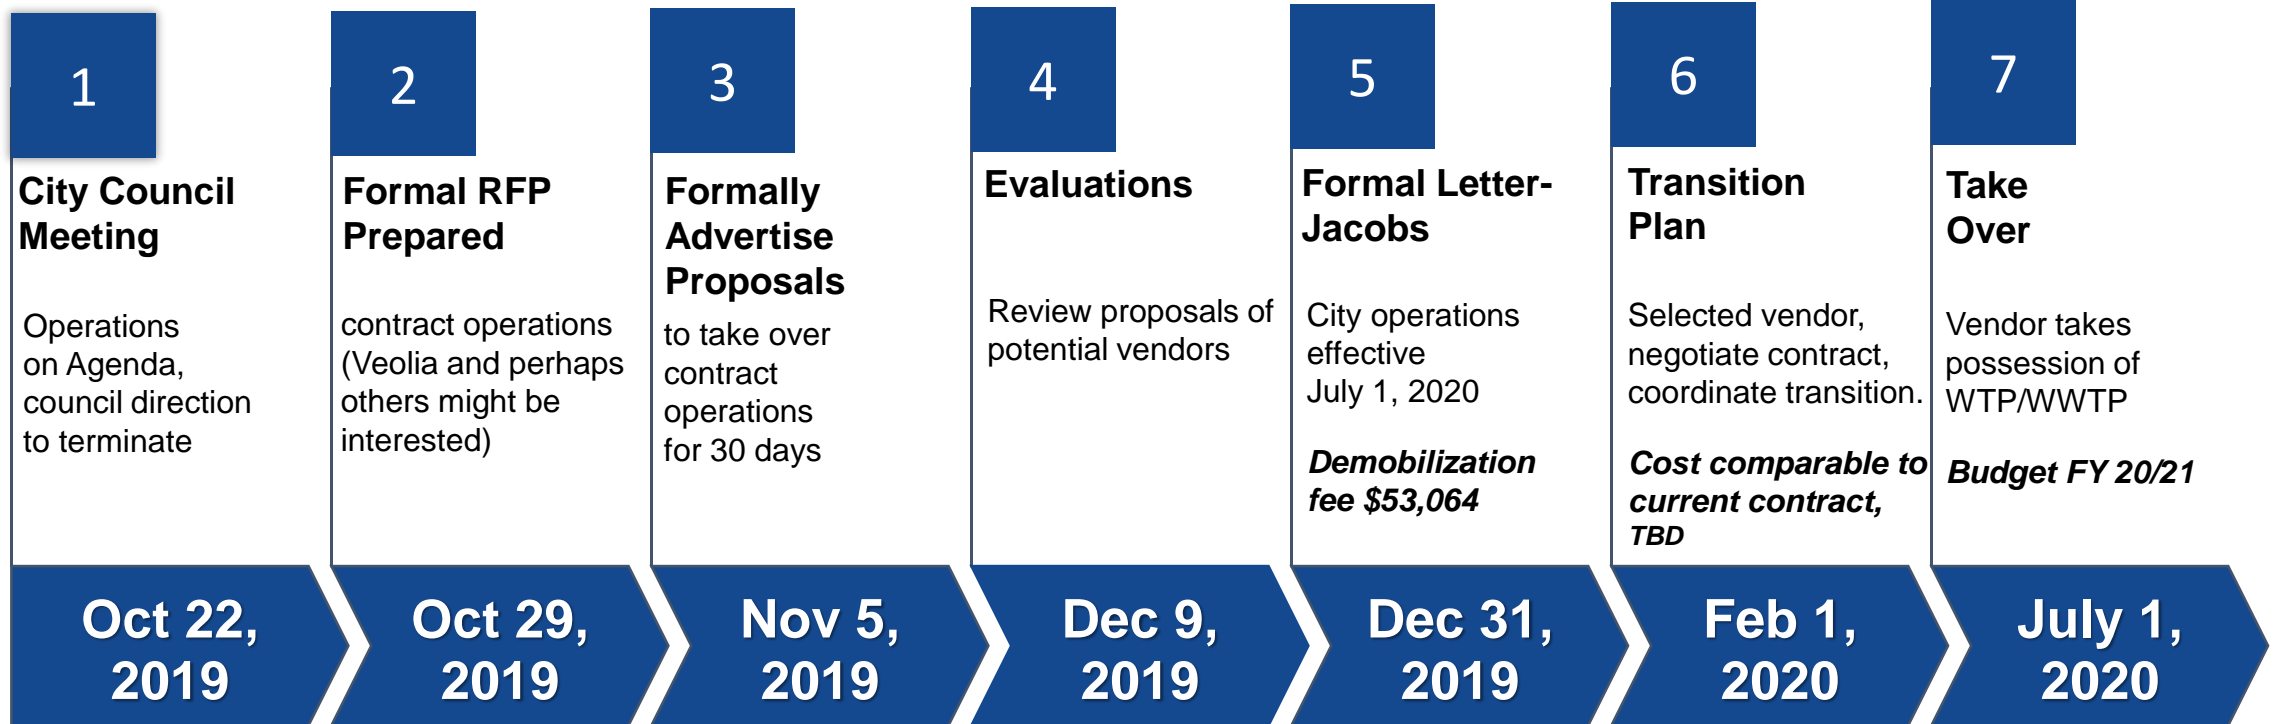 1
City Council
Meeting
Operations
on Agenda,
council direction
to terminate
Oct 22,
2019
2
Formal RFP
Prepared
contract operations
(Veolia and perhaps
others might be
interested)
Oct 29,
2019
3
Formally
Advertise
Proposals
to take over
contract
operations
for 30 days
Nov 5,
2019
4
Evaluations
Review proposals of
potential vendors
Dec 9,
2019
5
Formal Letter-
Jacobs
City operations
effective
July 1, 2020
Demobilization
fee $53,064
Dec 31,
2019
6
Transition
Plan
Selected vendor,
negotiate contract,
coordinate transition.
Cost comparable to
current contract,
TBD
Feb 1,
2020
7
Take
Over
Vendor takes
possession of
WTP/WWTP
Budget FY 20/21
July 1,
2020